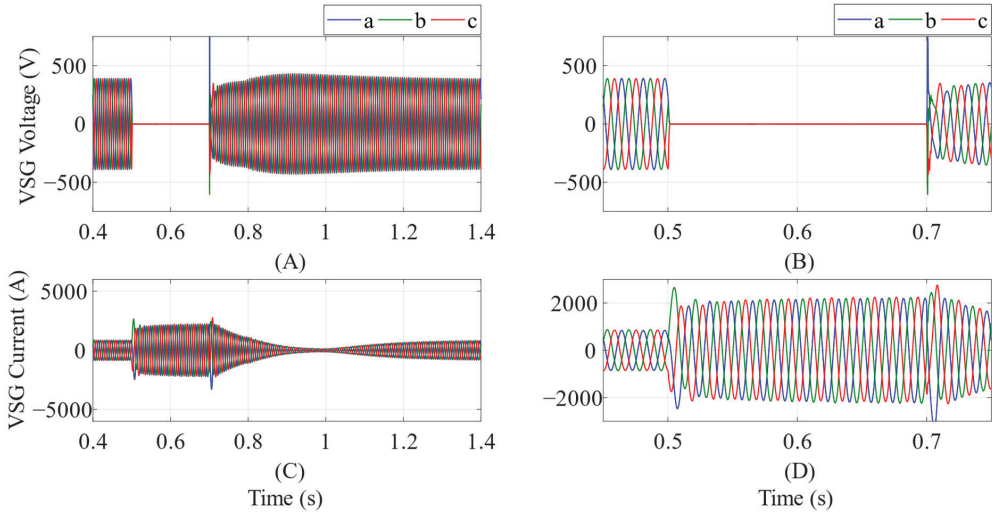 a b c
a b c
VSG Voltage (V)
500
0
−500
0.4 0.6 0.8 1 1.2 1.4
(A)
500
0
−500
0.5 0.6 0.7
(B)
VSG Current (A)
5000
0
−5000
0.4 0.6 0.8 1 1.2 1.4
(C)
Time (s)
2000
0
−2000
0.5 0.6 0.7
(D)
Time (s)